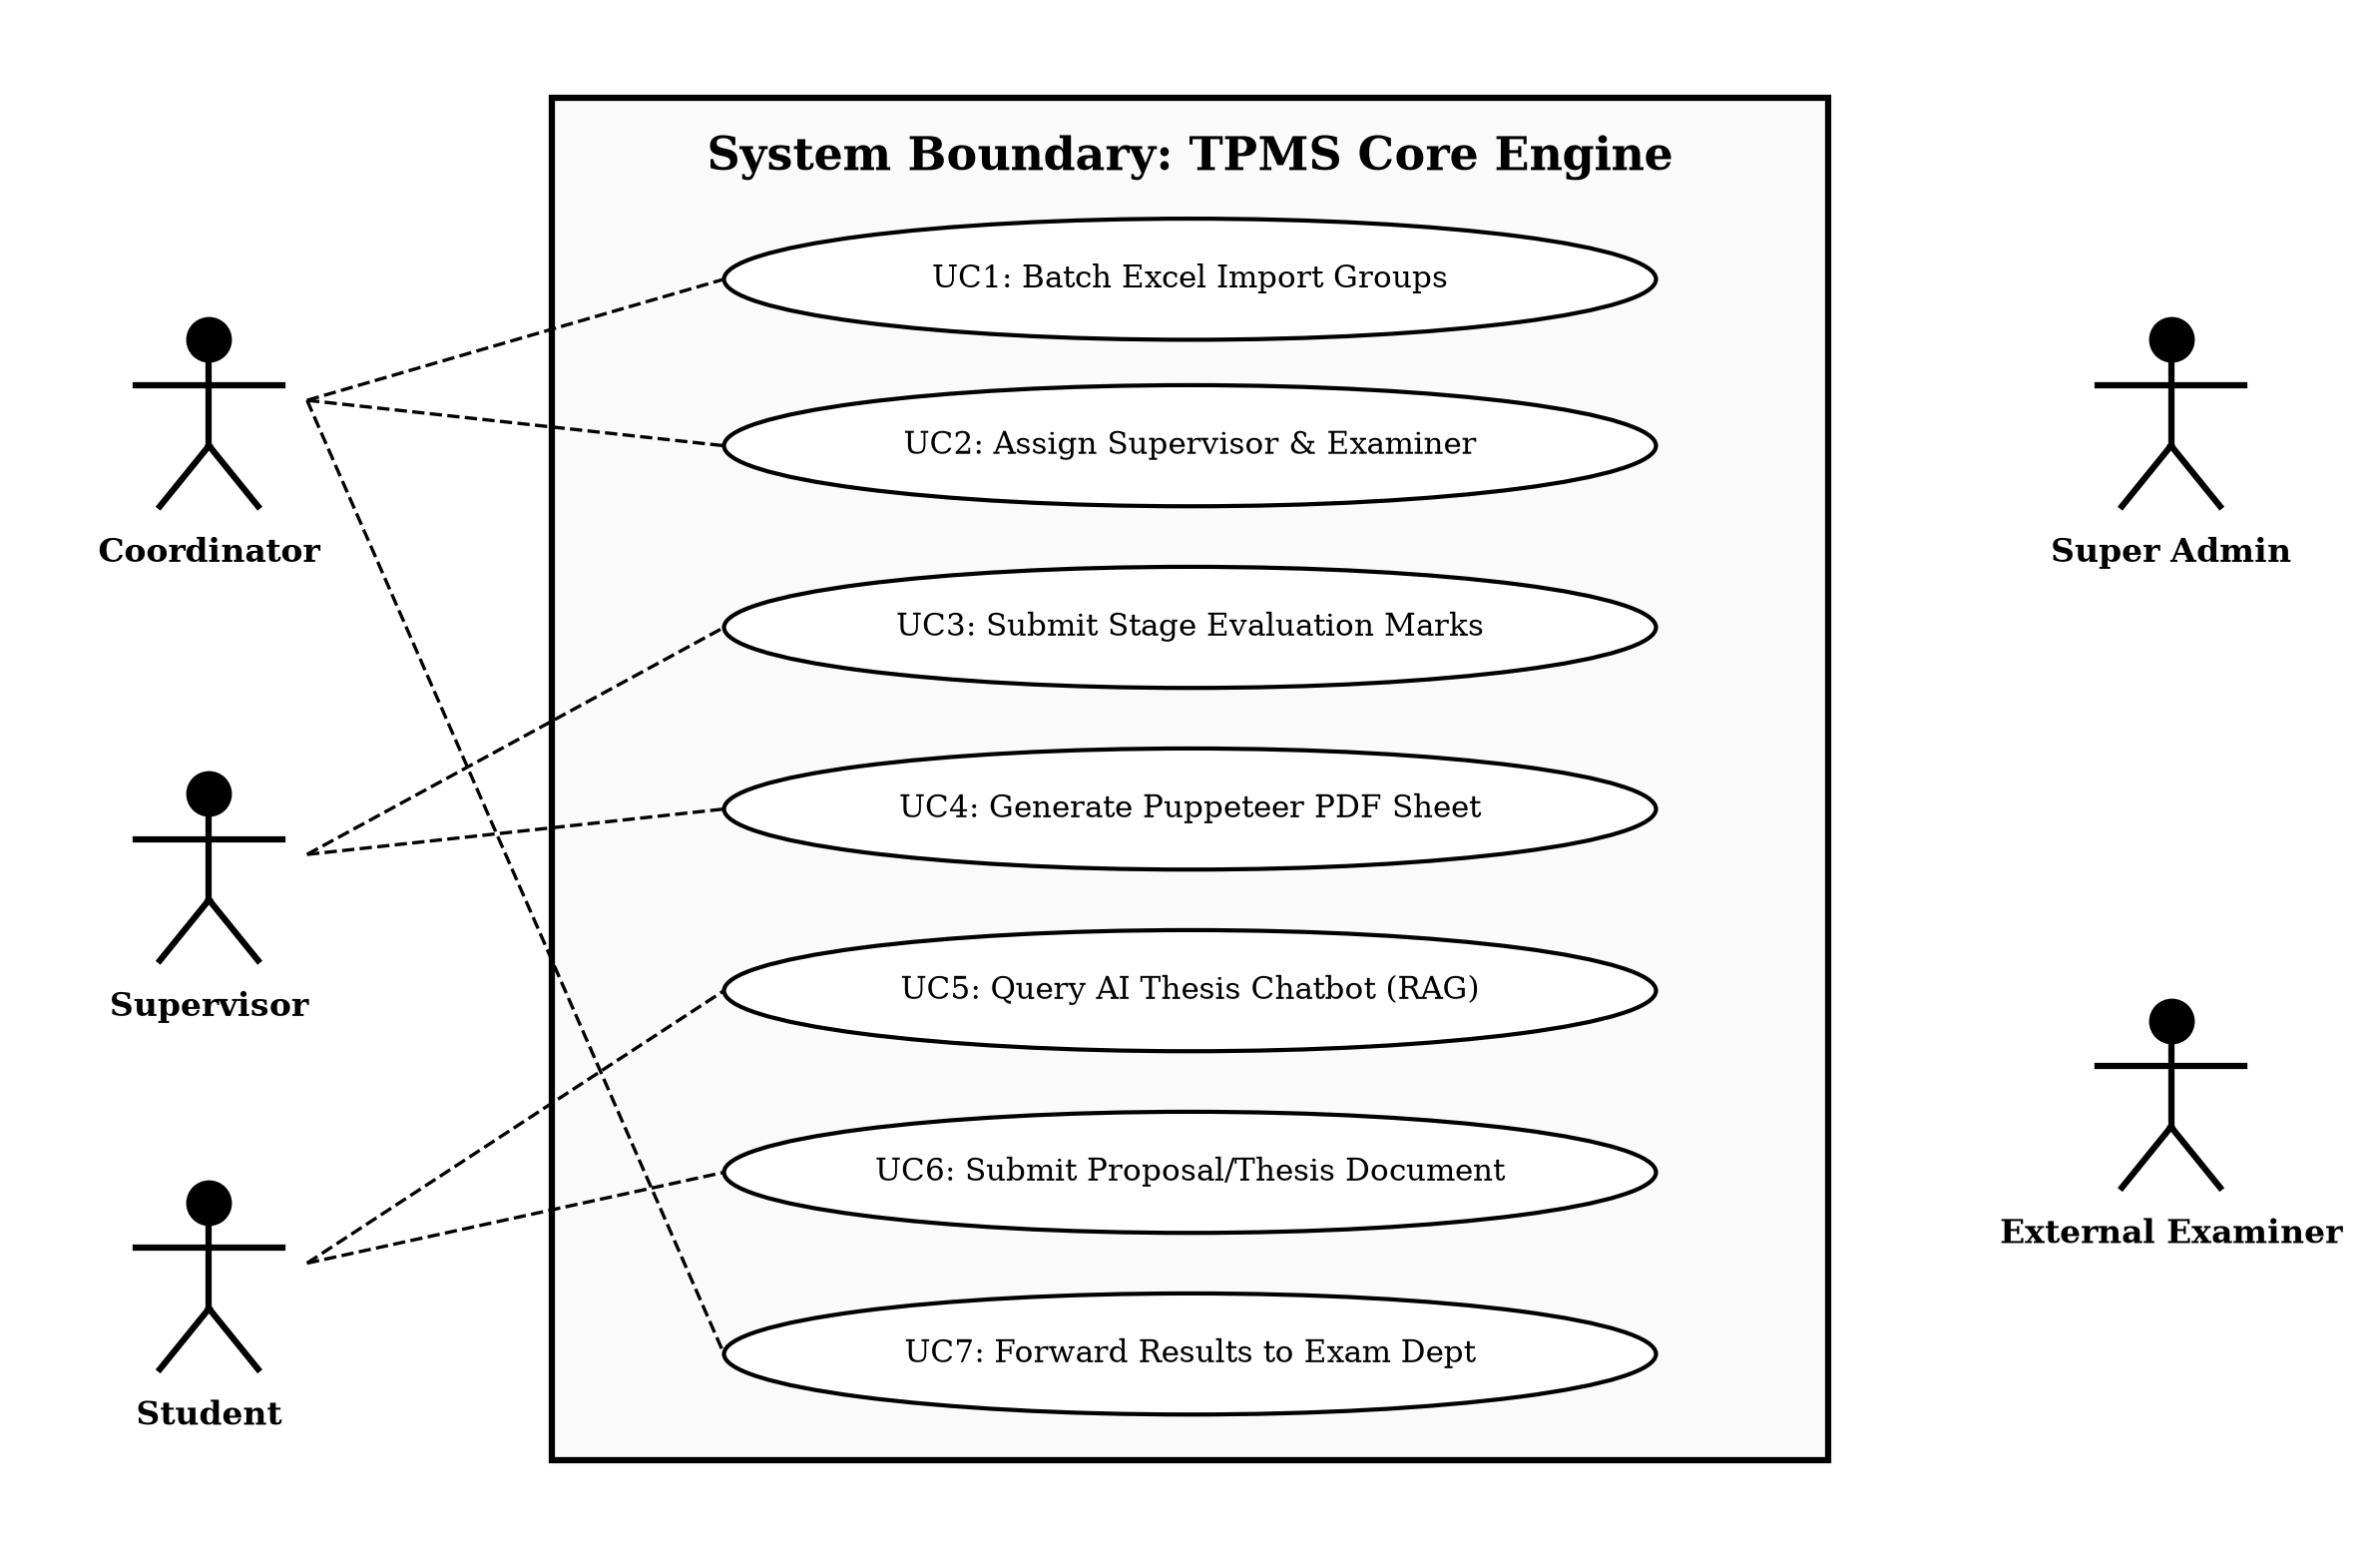 System Boundary: TPMS Core Engine
UC1: Batch Excel Import Groups
UC2: Assign Supervisor & Examiner
Coordinator
Super Admin
UC3: Submit Stage Evaluation Marks
UC4: Generate Puppeteer PDF Sheet
UC5: Query AI Thesis Chatbot (RAG)
Supervisor
UC6: Submit Proposal/Thesis Document
External Examiner
UC7: Forward Results to Exam Dept
Student